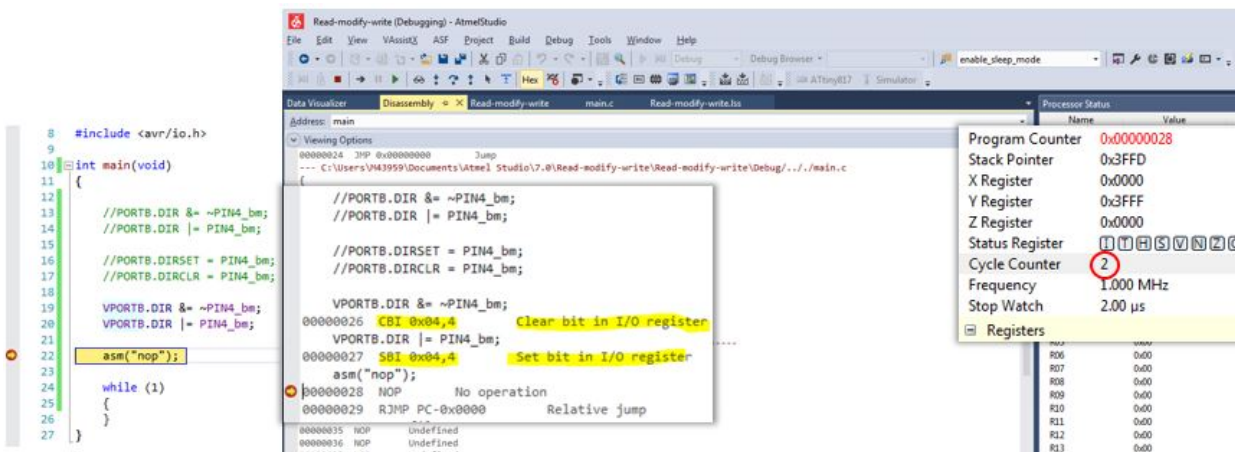 Read-modify-write (Debugging) - AtmelStudio
File Edit View VAssistX ASF Project Build Debug Tools Window Help
Debug Debug Browser enable_sleep_mode
Hex ATtiny817 Simulator
Data Visualizer Disassembly Read-modify-write main.c Read-modify-write.lss
Processor Status
Address: main
Name Value
Viewing Options
00000024 JMP 0x00000000 Jump
--- C:\Users\M43959\Documents\Atmel Studio\7.0\Read-modify-write\Read-modify-write\Debug/.././main.c
{
8 #include <avr/io.h>
9
10 int main(void)
11 {
12
13 //PORTB.DIR &= ~PIN4_bm;
14 //PORTB.DIR |= PIN4_bm;
15
16 //PORTB.DIRSET = PIN4_bm;
17 //PORTB.DIRCLR = PIN4_bm;
18
19 VPORTB.DIR &= ~PIN4_bm;
20 VPORTB.DIR |= PIN4_bm;
21
22 asm("nop");
23
24 while (1)
25 {
26 }
27 }
//PORTB.DIR &= ~PIN4_bm;
//PORTB.DIR |= PIN4_bm;
//PORTB.DIRSET = PIN4_bm;
//PORTB.DIRCLR = PIN4_bm;
VPORTB.DIR &= ~PIN4_bm;
00000026 CBI 0x04,4 Clear bit in I/O register
VPORTB.DIR |= PIN4_bm;
00000027 SBI 0x04,4 Set bit in I/O register
asm("nop");
00000028 NOP No operation
00000029 RJMP PC-0x0000 Relative jump
00000035 NOP Undefined
00000036 NOP Undefined
Program Counter 0x00000028
Stack Pointer 0x3FFD
X Register 0x0000
Y Register 0x3FFF
Z Register 0x0000
Status Register I T H S V N Z C
Cycle Counter 2
Frequency 1.000 MHz
Stop Watch 2.00 µs
Registers
R05 0x00
R06 0x00
R07 0x00
R08 0x00
R09 0x00
R10 0x00
R11 0x00
R12 0x00
R13 0x00